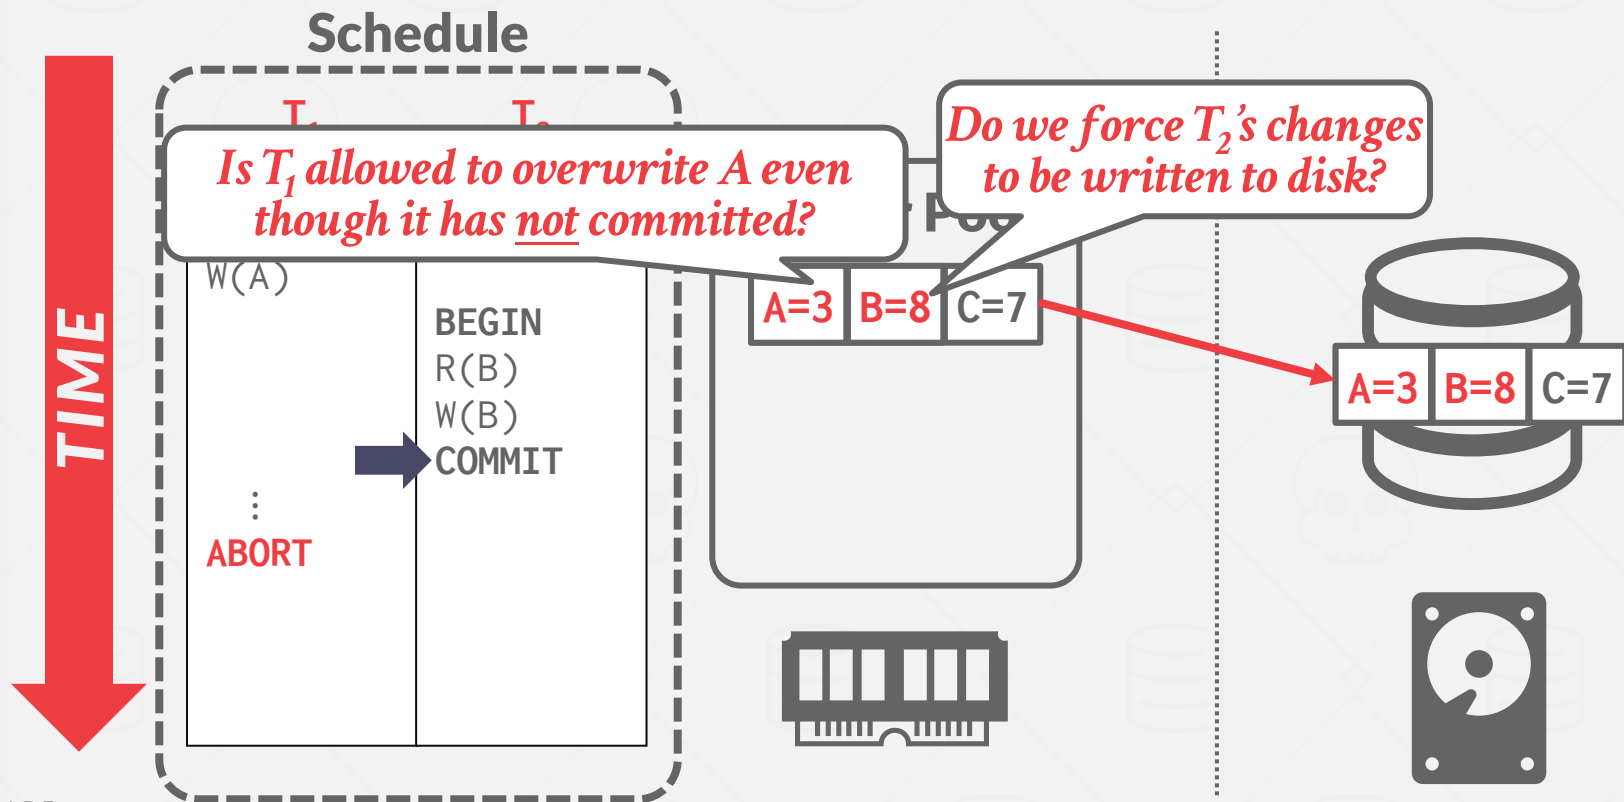 Schedule
T1
Is T1 allowed to overwrite A even
though it has not committed?
Do we force T2's changes
to be written to disk?
W(A)
BEGIN
R(B)
W(B)
COMMIT
⋮
ABORT
TIME
A=3 B=8 C=7
A=3 B=8 C=7